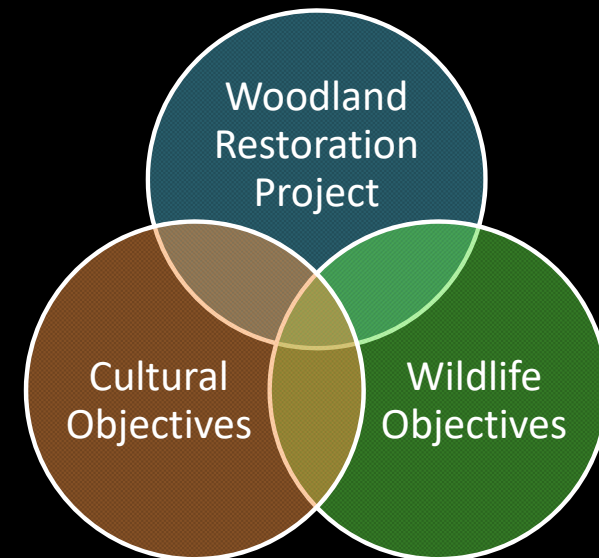 Woodland
Restoration
Project
Cultural
Objectives
Wildlife
Objectives